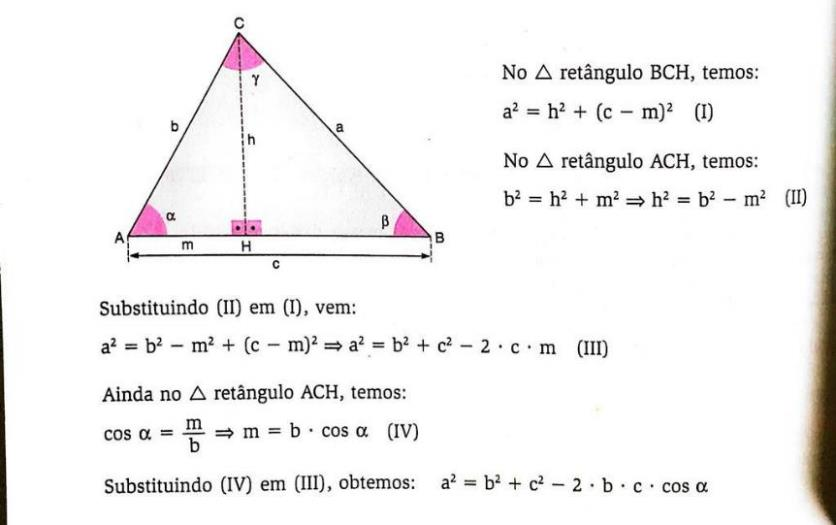 C
γ
b
a
h
α
β
A
m
H
B
c
No △ retângulo BCH, temos:
a² = h² + (c − m)² (I)
No △ retângulo ACH, temos:
b² = h² + m² ⇒ h² = b² − m² (II)
Substituindo (II) em (I), vem:
a² = b² − m² + (c − m)² ⇒ a² = b² + c² − 2 · c · m (III)
Ainda no △ retângulo ACH, temos:
cos α = m/b ⇒ m = b · cos α (IV)
Substituindo (IV) em (III), obtemos: a² = b² + c² − 2 · b · c · cos α